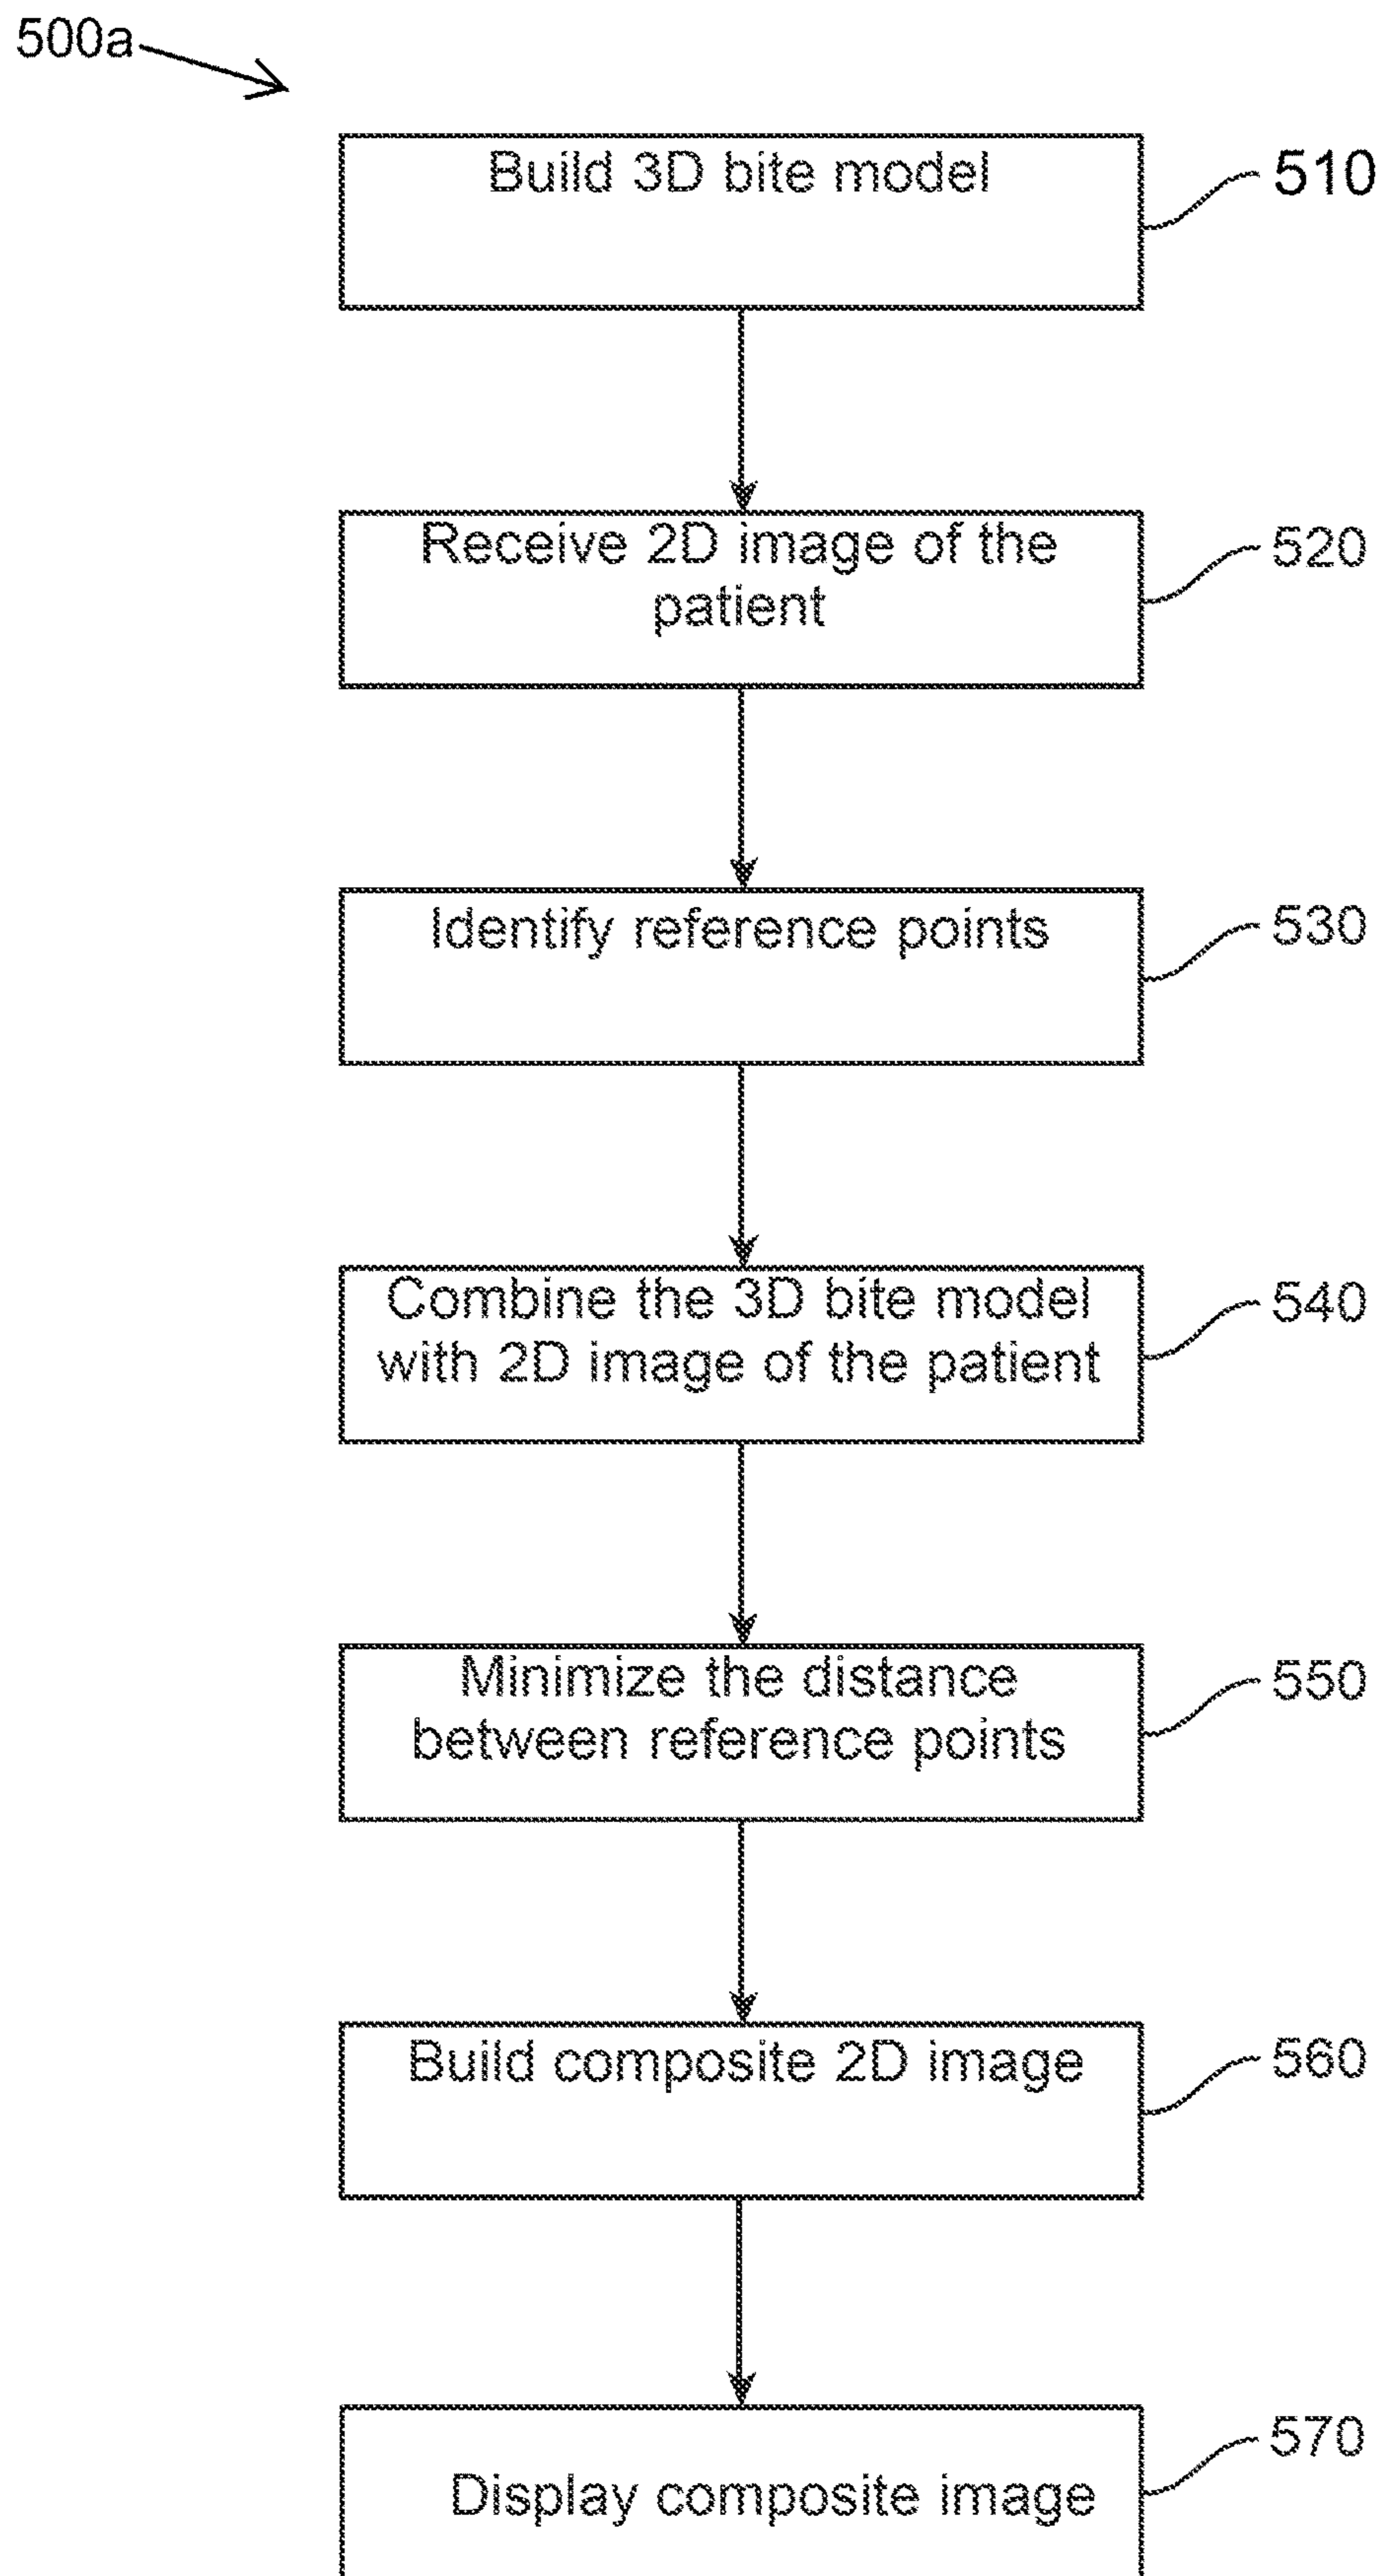 500a
Build 3D bite model
510
Receive 2D image of the
patient
520
Identify reference points
530
Combine the 3D bite model
with 2D image of the patient
540
Minimize the distance
between reference points
550
Build composite 2D image
560
Display composite image
570